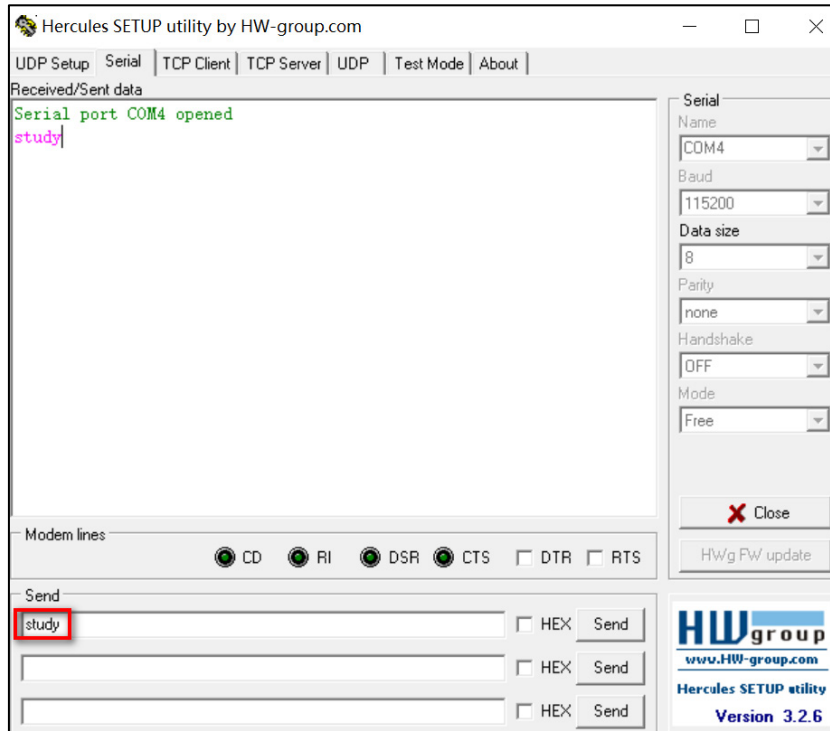 Hercules SETUP utility by HW-group.com
UDP Setup Serial TCP Client TCP Server UDP Test Mode About
Received/Sent data
Serial port COM4 opened
study
Serial
Name
COM4
Baud
115200
Data size
8
Parity
none
Handshake
OFF
Mode
Free
Close
HWg FW update
Modem lines
CD RI DSR CTS DTR RTS
Send
study HEX Send
HEX Send
HEX Send
HWgroup
www.HW-group.com
Hercules SETUP utility
Version 3.2.6